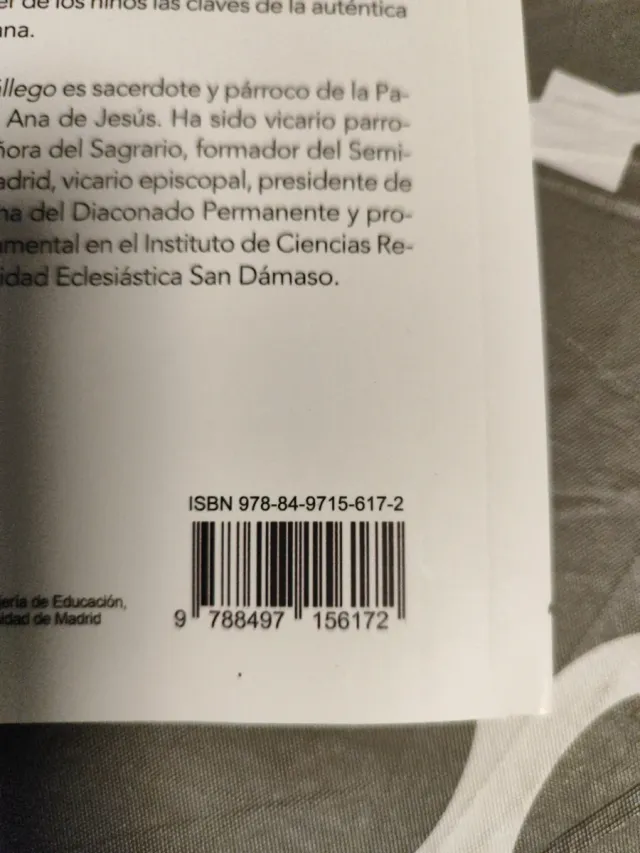 de los niños las claves de la auténtica
ana.
llego es sacerdote y párroco de la Pa-
Ana de Jesús. Ha sido vicario parro-
ñora del Sagrario, formador del Semi-
adrid, vicario episcopal, presidente de
na del Diaconado Permanente y pro-
amental en el Instituto de Ciencias Re-
idad Eclesiástica San Dámaso.
ISBN 978-84-9715-617-2
9 788497 156172
jería de Educación,
idad de Madrid